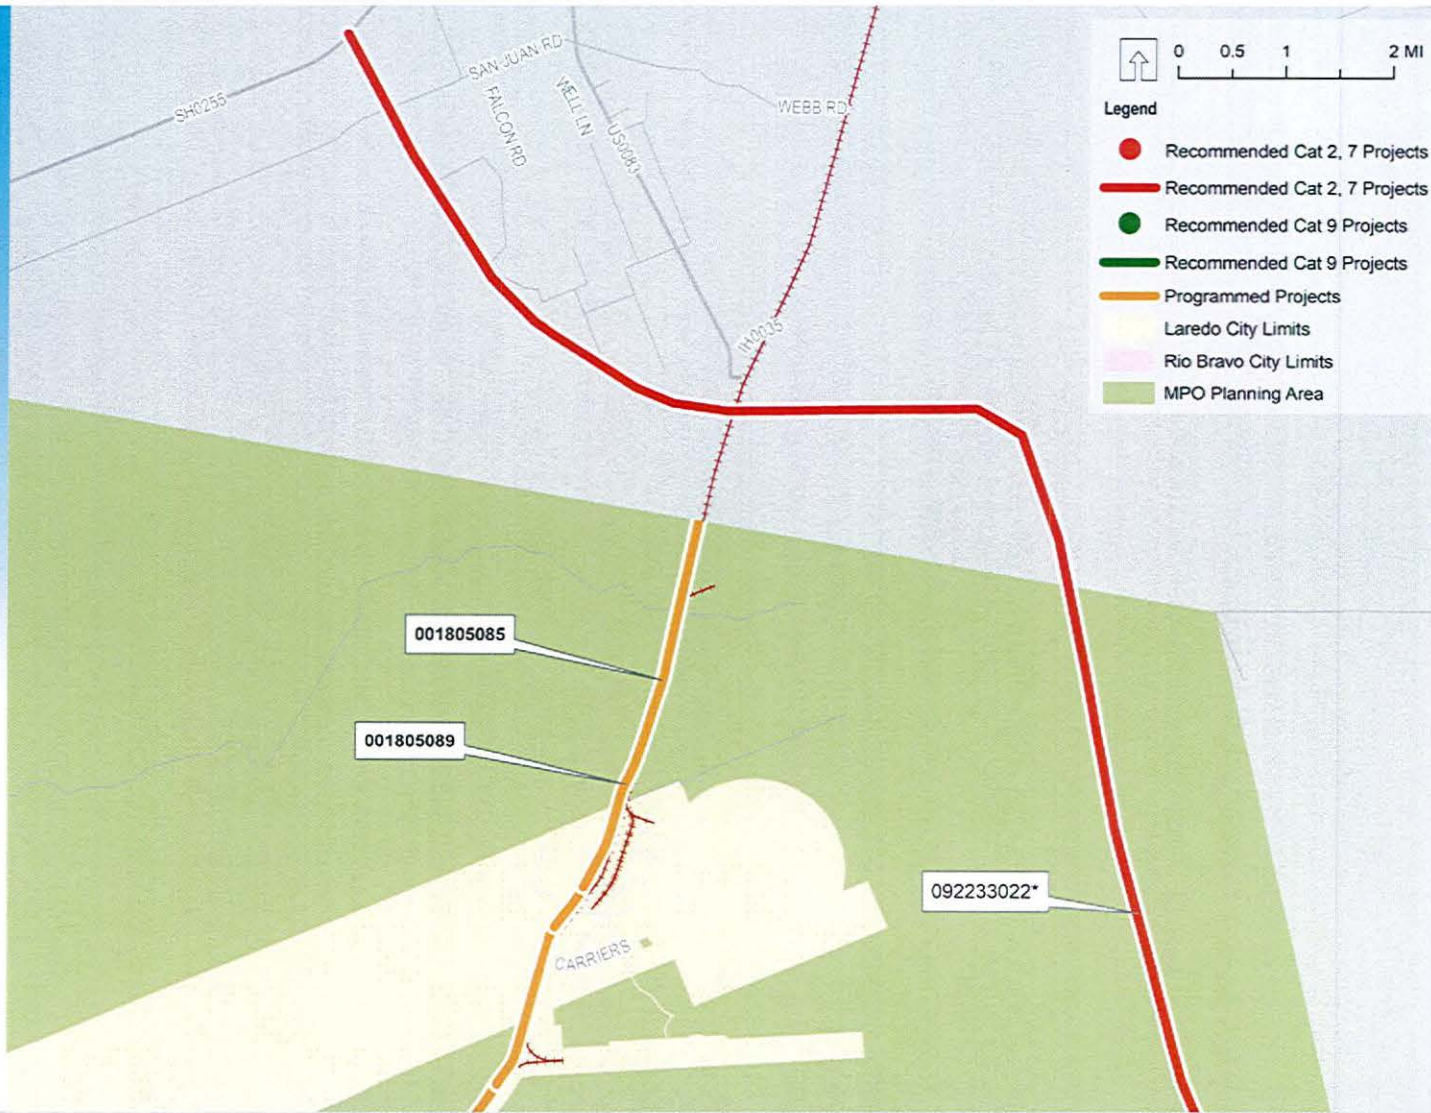 0 0.5 1 2 MI
Legend
Recommended Cat 2, 7 Projects
Recommended Cat 2, 7 Projects
Recommended Cat 9 Projects
Recommended Cat 9 Projects
Programmed Projects
Laredo City Limits
Rio Bravo City Limits
MPO Planning Area
SH0255
SAN JUAN RD
FALCON RD
WELL LN
US0083
WEBB RD
IH0035
001805085
001805089
092233022*
CARRIERS